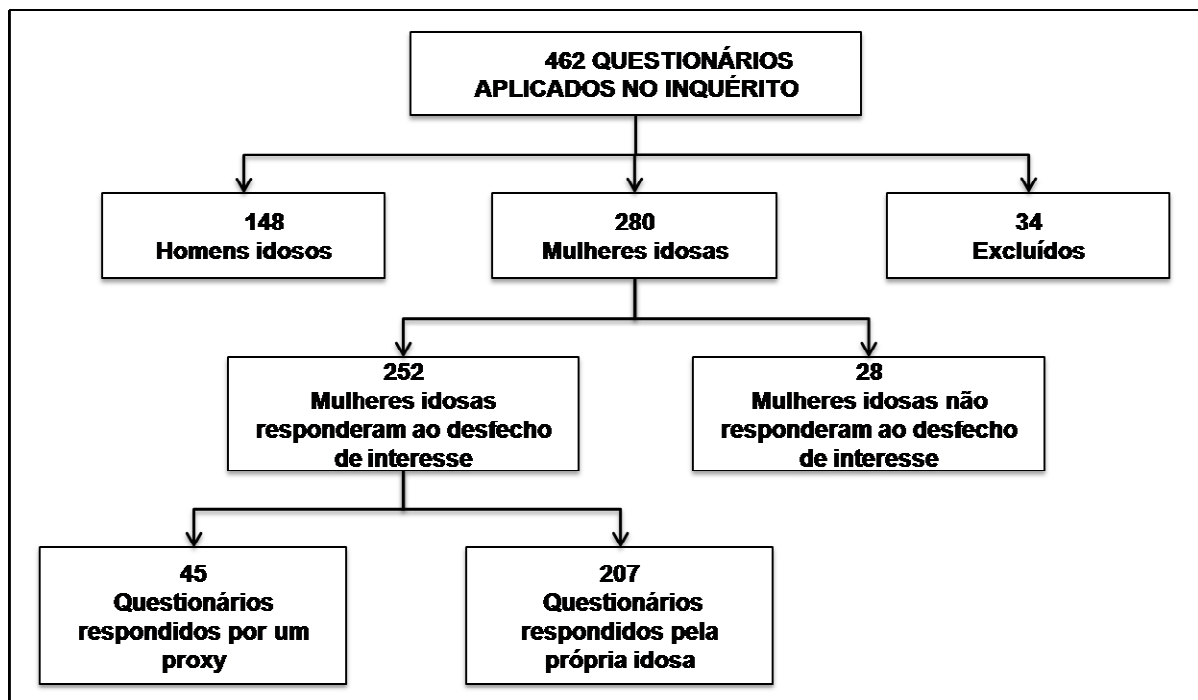 462 QUESTIONÁRIOS
APLICADOS NO INQUÉRITO
148
Homens idosos
280
Mulheres idosas
34
Excluídos
252
Mulheres idosas
responderam ao desfecho
de interesse
28
Mulheres idosas não
responderam ao desfecho
de interesse
45
Questionários
respondidos por um
proxy
207
Questionários
respondidos pela
própria idosa